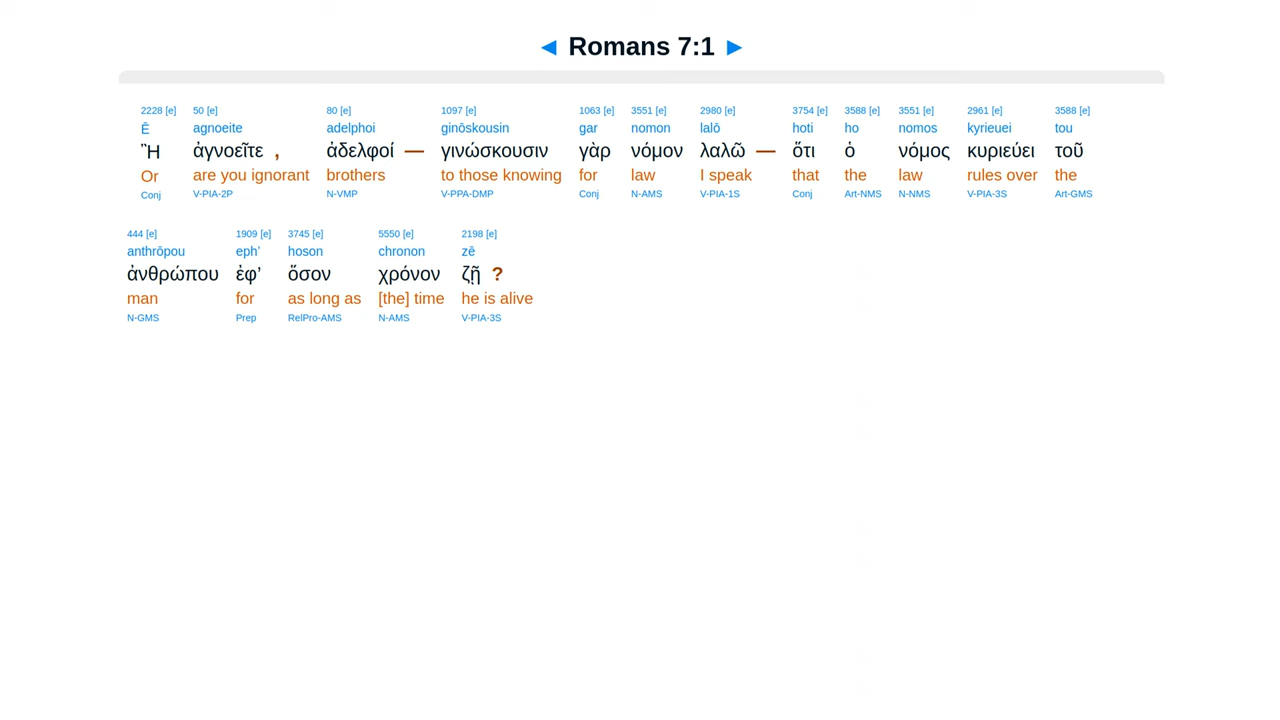 ◄ Romans 7:1 ►
2228 [e] 50 [e] 80 [e] 1097 [e] 1063 [e] 3551 [e] 2980 [e] 3754 [e] 3588 [e] 3551 [e] 2961 [e] 3588 [e]
Ē agnoeite adelphoi ginōskousin gar nomon lalō hoti ho nomos kyrieuei tou
Ἢ ἀγνοεῖτε , ἀδελφοί — γινώσκουσιν γὰρ νόμον λαλῶ — ὅτι ὁ νόμος κυριεύει τοῦ
Or are you ignorant brothers to those knowing for law I speak that the law rules over the
Conj V-PIA-2P N-VMP V-PPA-DMP Conj N-AMS V-PIA-1S Conj Art-NMS N-NMS V-PIA-3S Art-GMS
444 [e] 1909 [e] 3745 [e] 5550 [e] 2198 [e]
anthrōpou eph’ hoson chronon zē
ἀνθρώπου ἐφ’ ὅσον χρόνον ζῇ ?
man for as long as [the] time he is alive
N-GMS Prep RelPro-AMS N-AMS V-PIA-3S